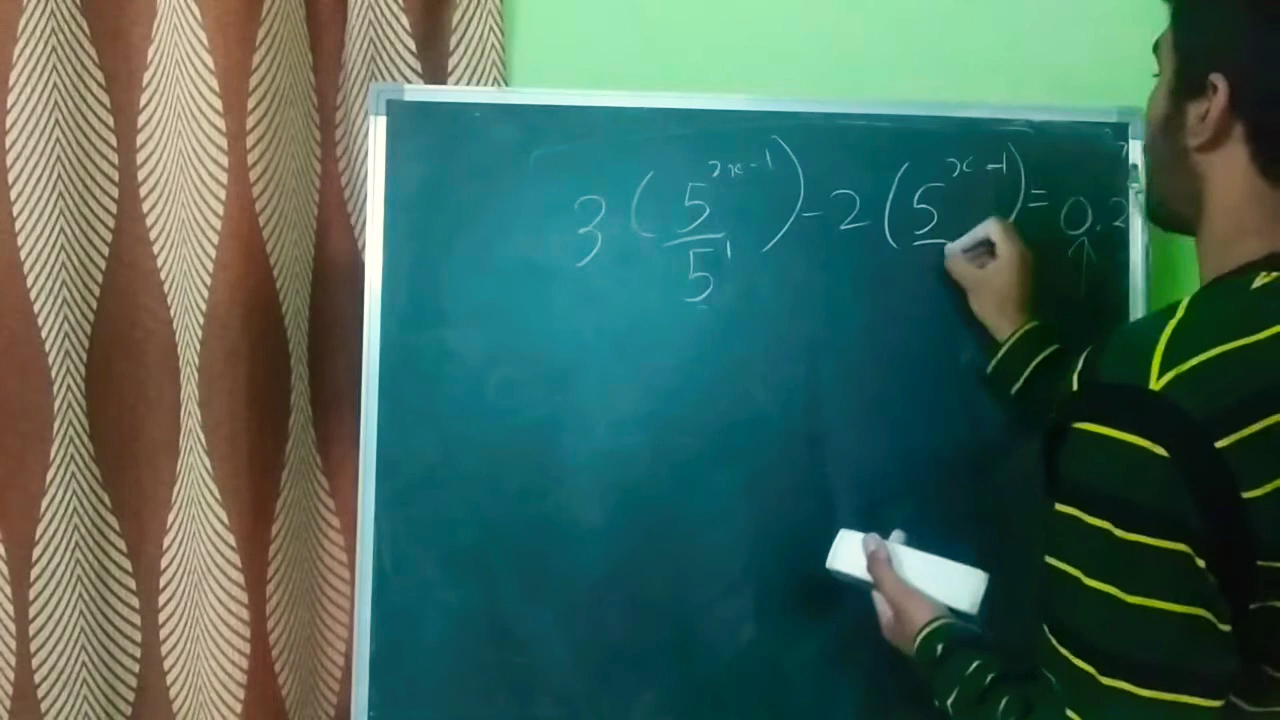 3 (5^{2x-1}/5^1) - 2 (5^{x-1}) = 0.2